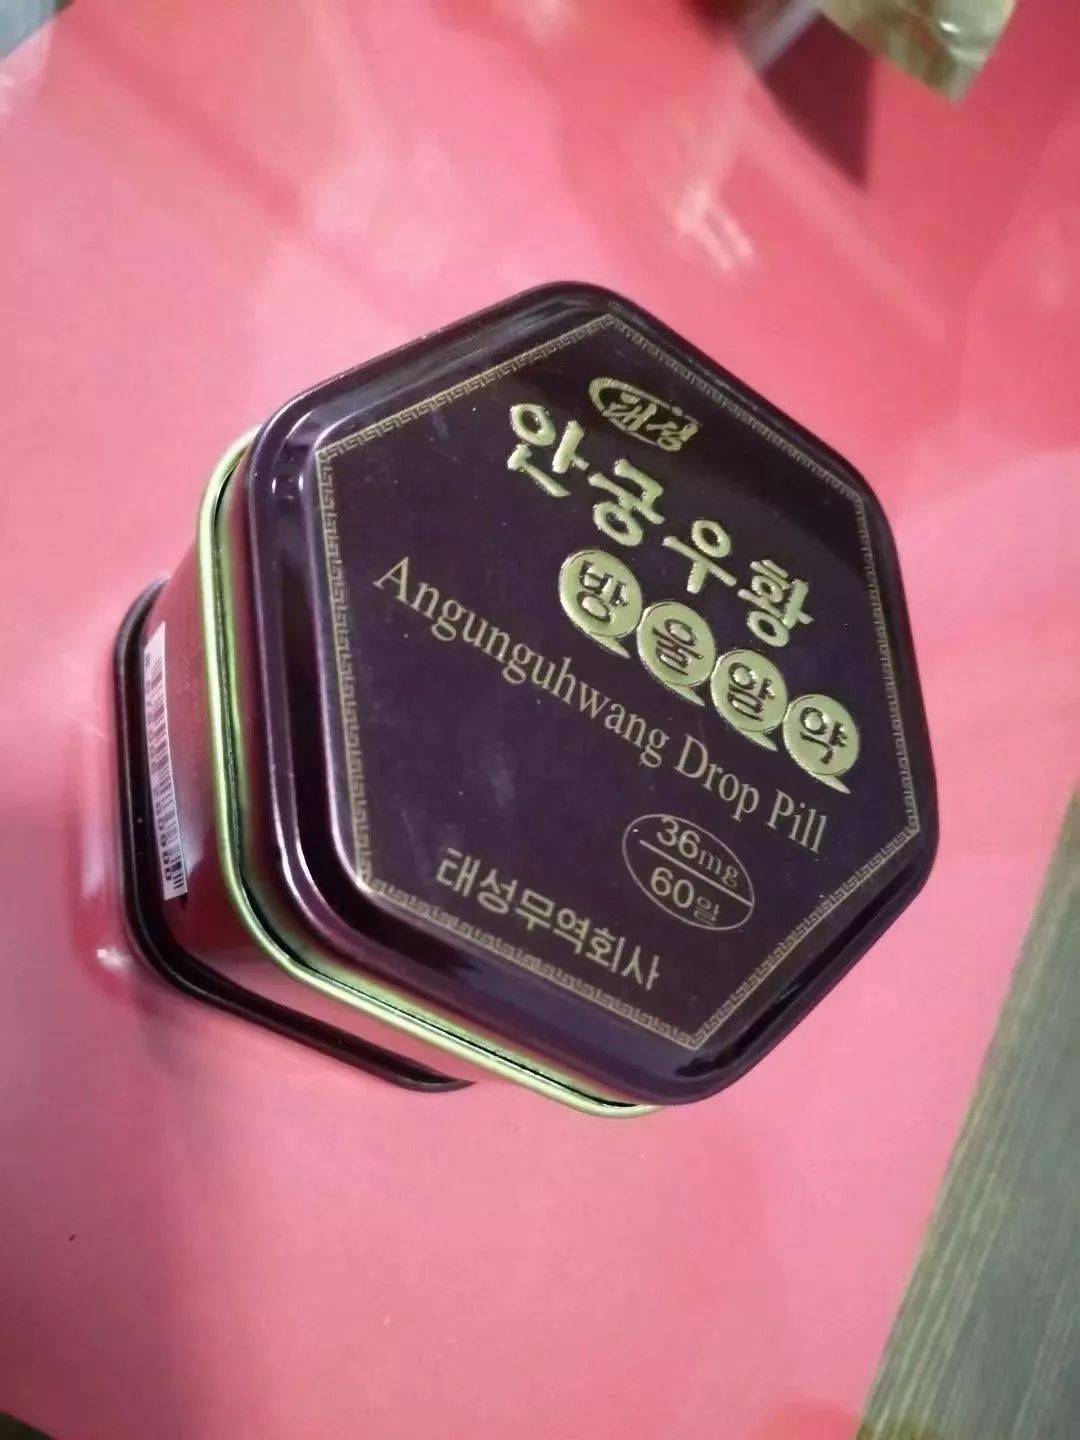 태성
안궁우황
방울알약
Angunguhwang Drop Pill
36mg
60알
태성무역회사